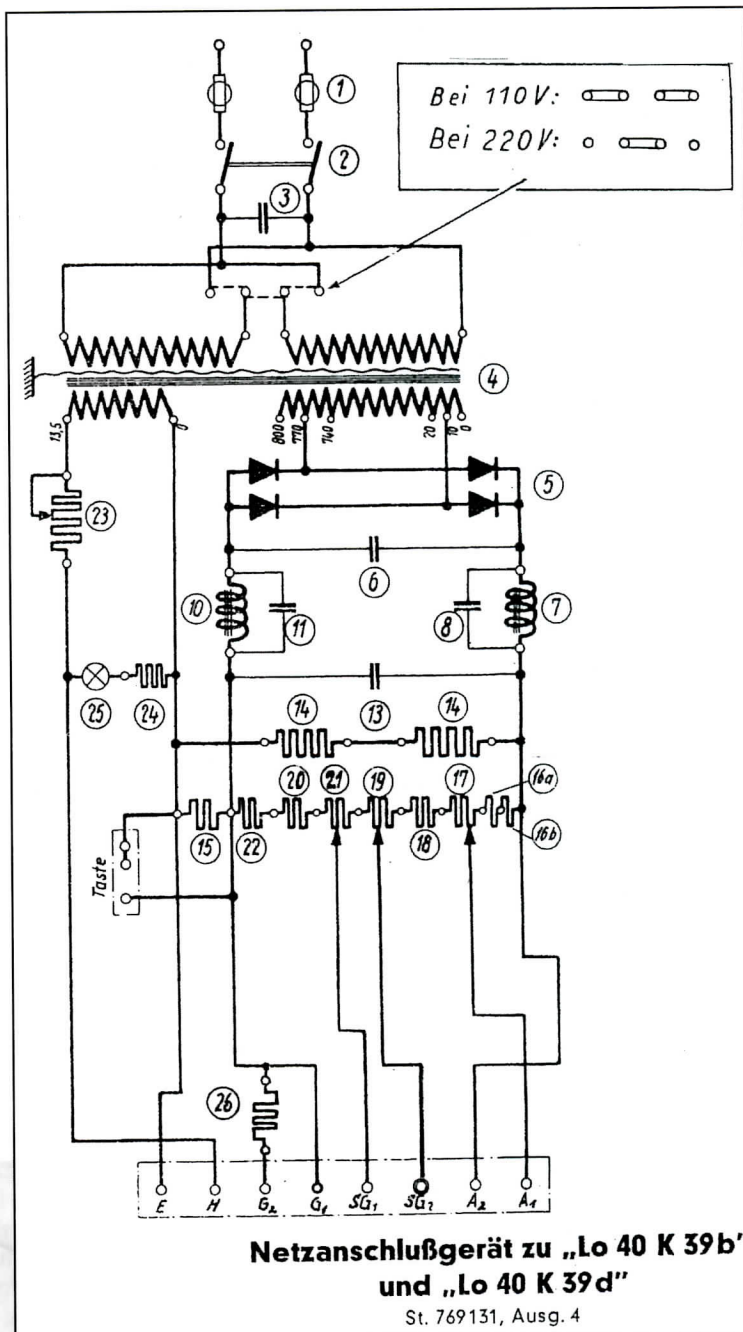 1
Bei 110V:
Bei 220V:
2
3
4
13,5 0 800 770 740 20 10 0
5
23
6
10 11 8 7
25 24 13
14 14
20 21 19 17 16a
15 22 18 16b
Taste
26
E H G2 G1 SG1 SG2 A2 A1
Netzanschlußgerät zu „Lo 40 K 39b"
und „Lo 40 K 39d"
St. 769131, Ausg. 4